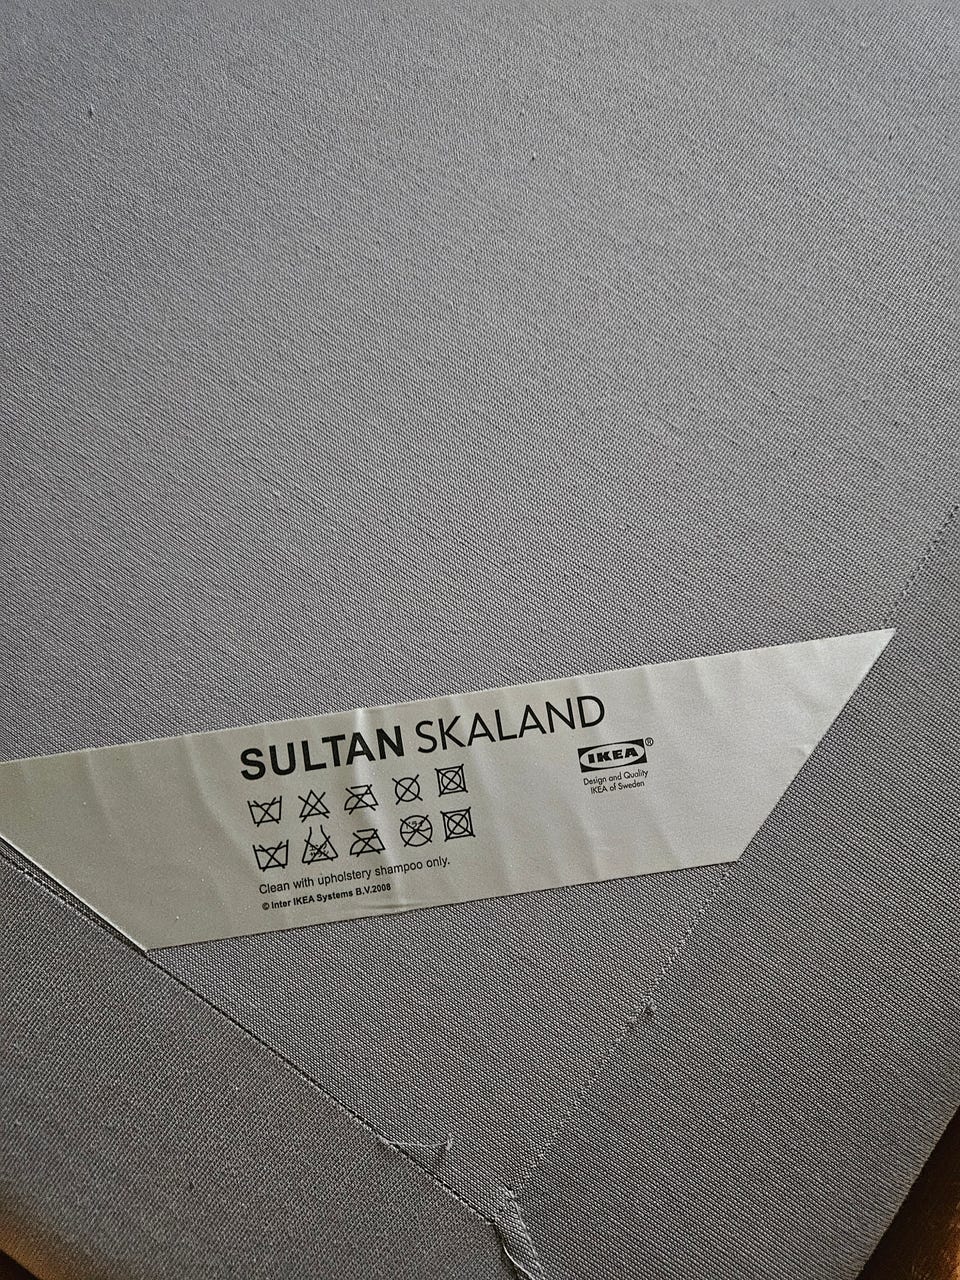 SULTAN SKALAND
IKEA®
Design and Quality
IKEA of Sweden
Clean with upholstery shampoo only.
© Inter IKEA Systems B.V.2008